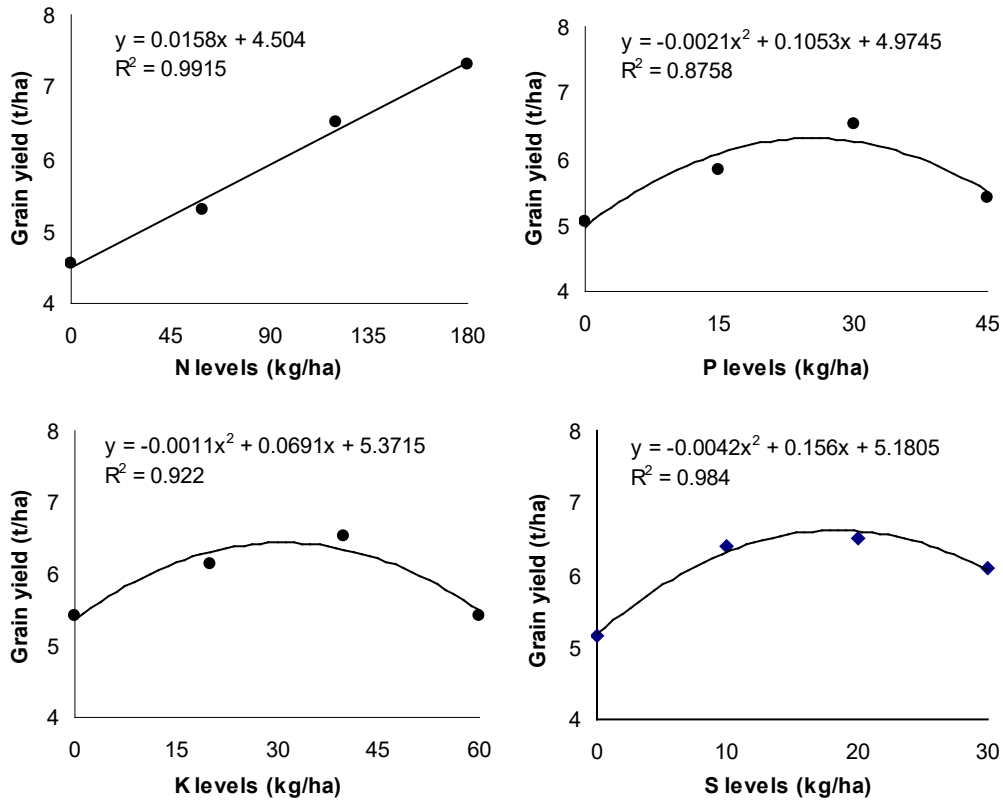 8
7
6
5
4
Grain yield (t/ha)
y = 0.0158x + 4.504
R² = 0.9915
0 45 90 135 180
N levels (kg/ha)
8
7
6
5
4
Grain yield (t/ha)
y = -0.0021x² + 0.1053x + 4.9745
R² = 0.8758
0 15 30 45
P levels (kg/ha)
8
7
6
5
4
Grain yield (t/ha)
y = -0.0011x² + 0.0691x + 5.3715
R² = 0.922
0 15 30 45 60
K levels (kg/ha)
8
7
6
5
4
Grain yield (t/ha)
y = -0.0042x² + 0.156x + 5.1805
R² = 0.984
0 10 20 30
S levels (kg/ha)